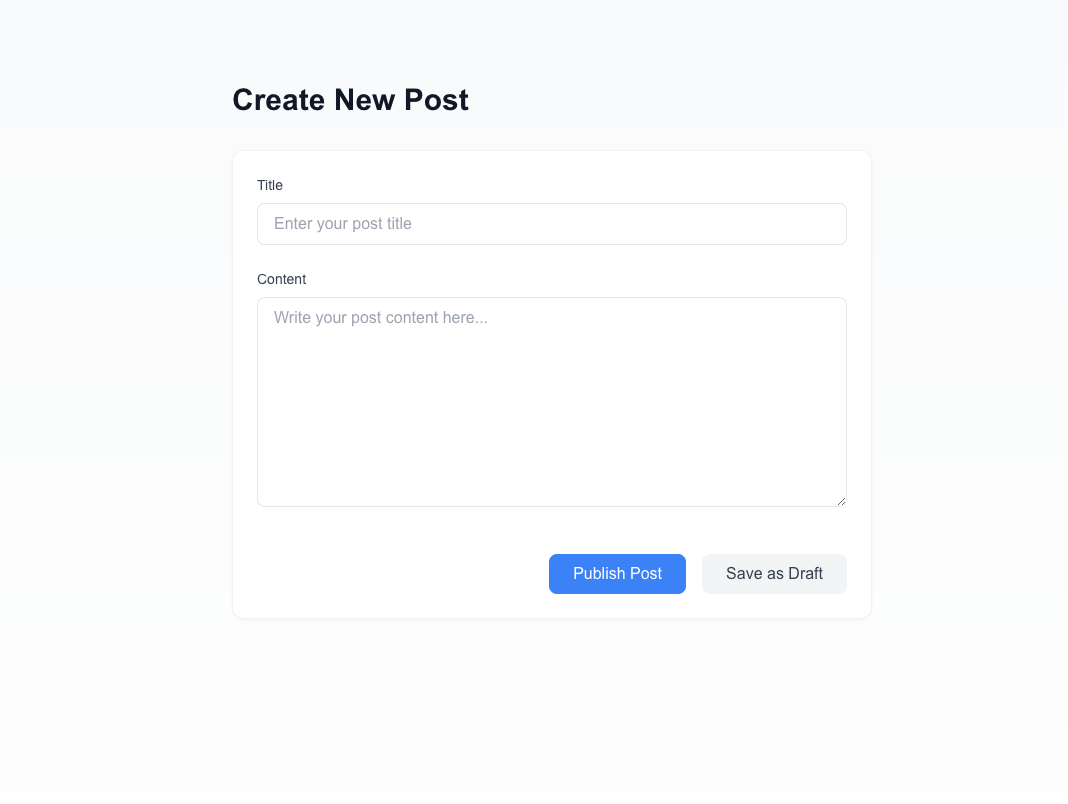 Create New Post
Title
Enter your post title
Content
Write your post content here...
Publish Post
Save as Draft